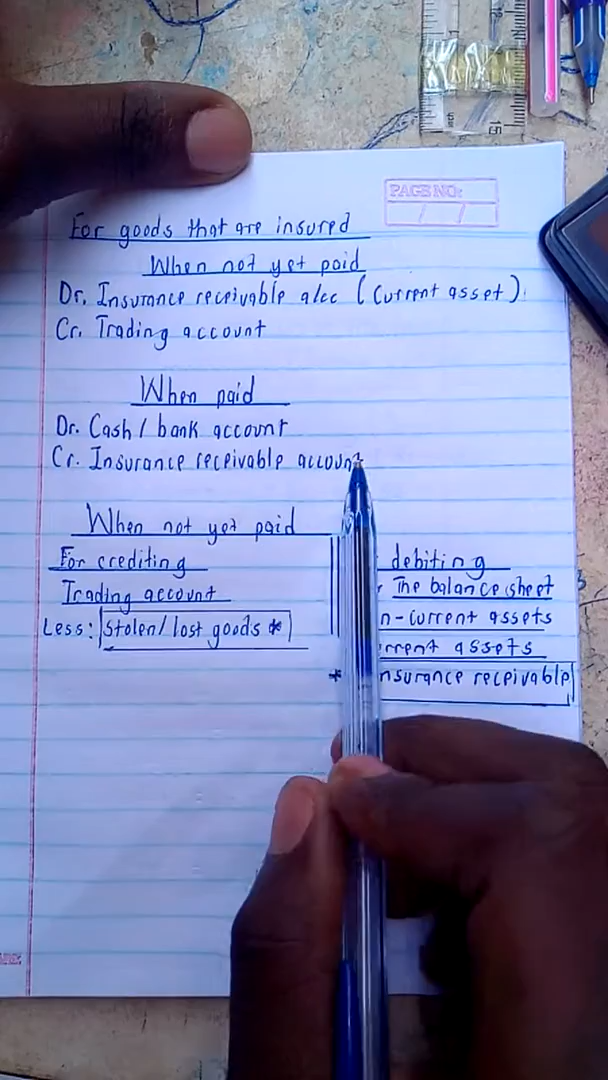 PAGE NO:
For goods that are insured
When not yet paid
Dr. Insurance receivable a/cc (Current asset).
Cr. Trading account
When paid
Dr. Cash / bank account
Cr. Insurance receivable account
When not yet paid
For crediting
Trading account
Less: Stolen / lost goods *
debiting
The balance sheet
n-current assets
rrent assets
* nsurance receivable